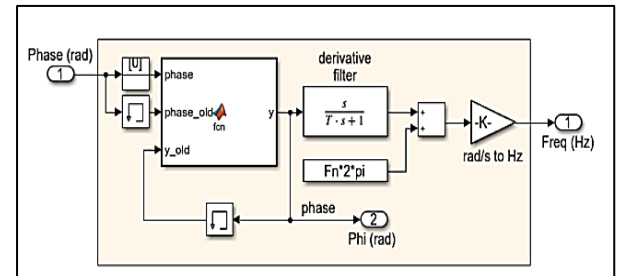 Phase (rad)
1
[U]
phase
phase_old
fcn
y_old
y
derivative
filter
s
T · s + 1
Fn*2*pi
+
+
-K-
rad/s to Hz
1
Freq (Hz)
phase
2
Phi (rad)